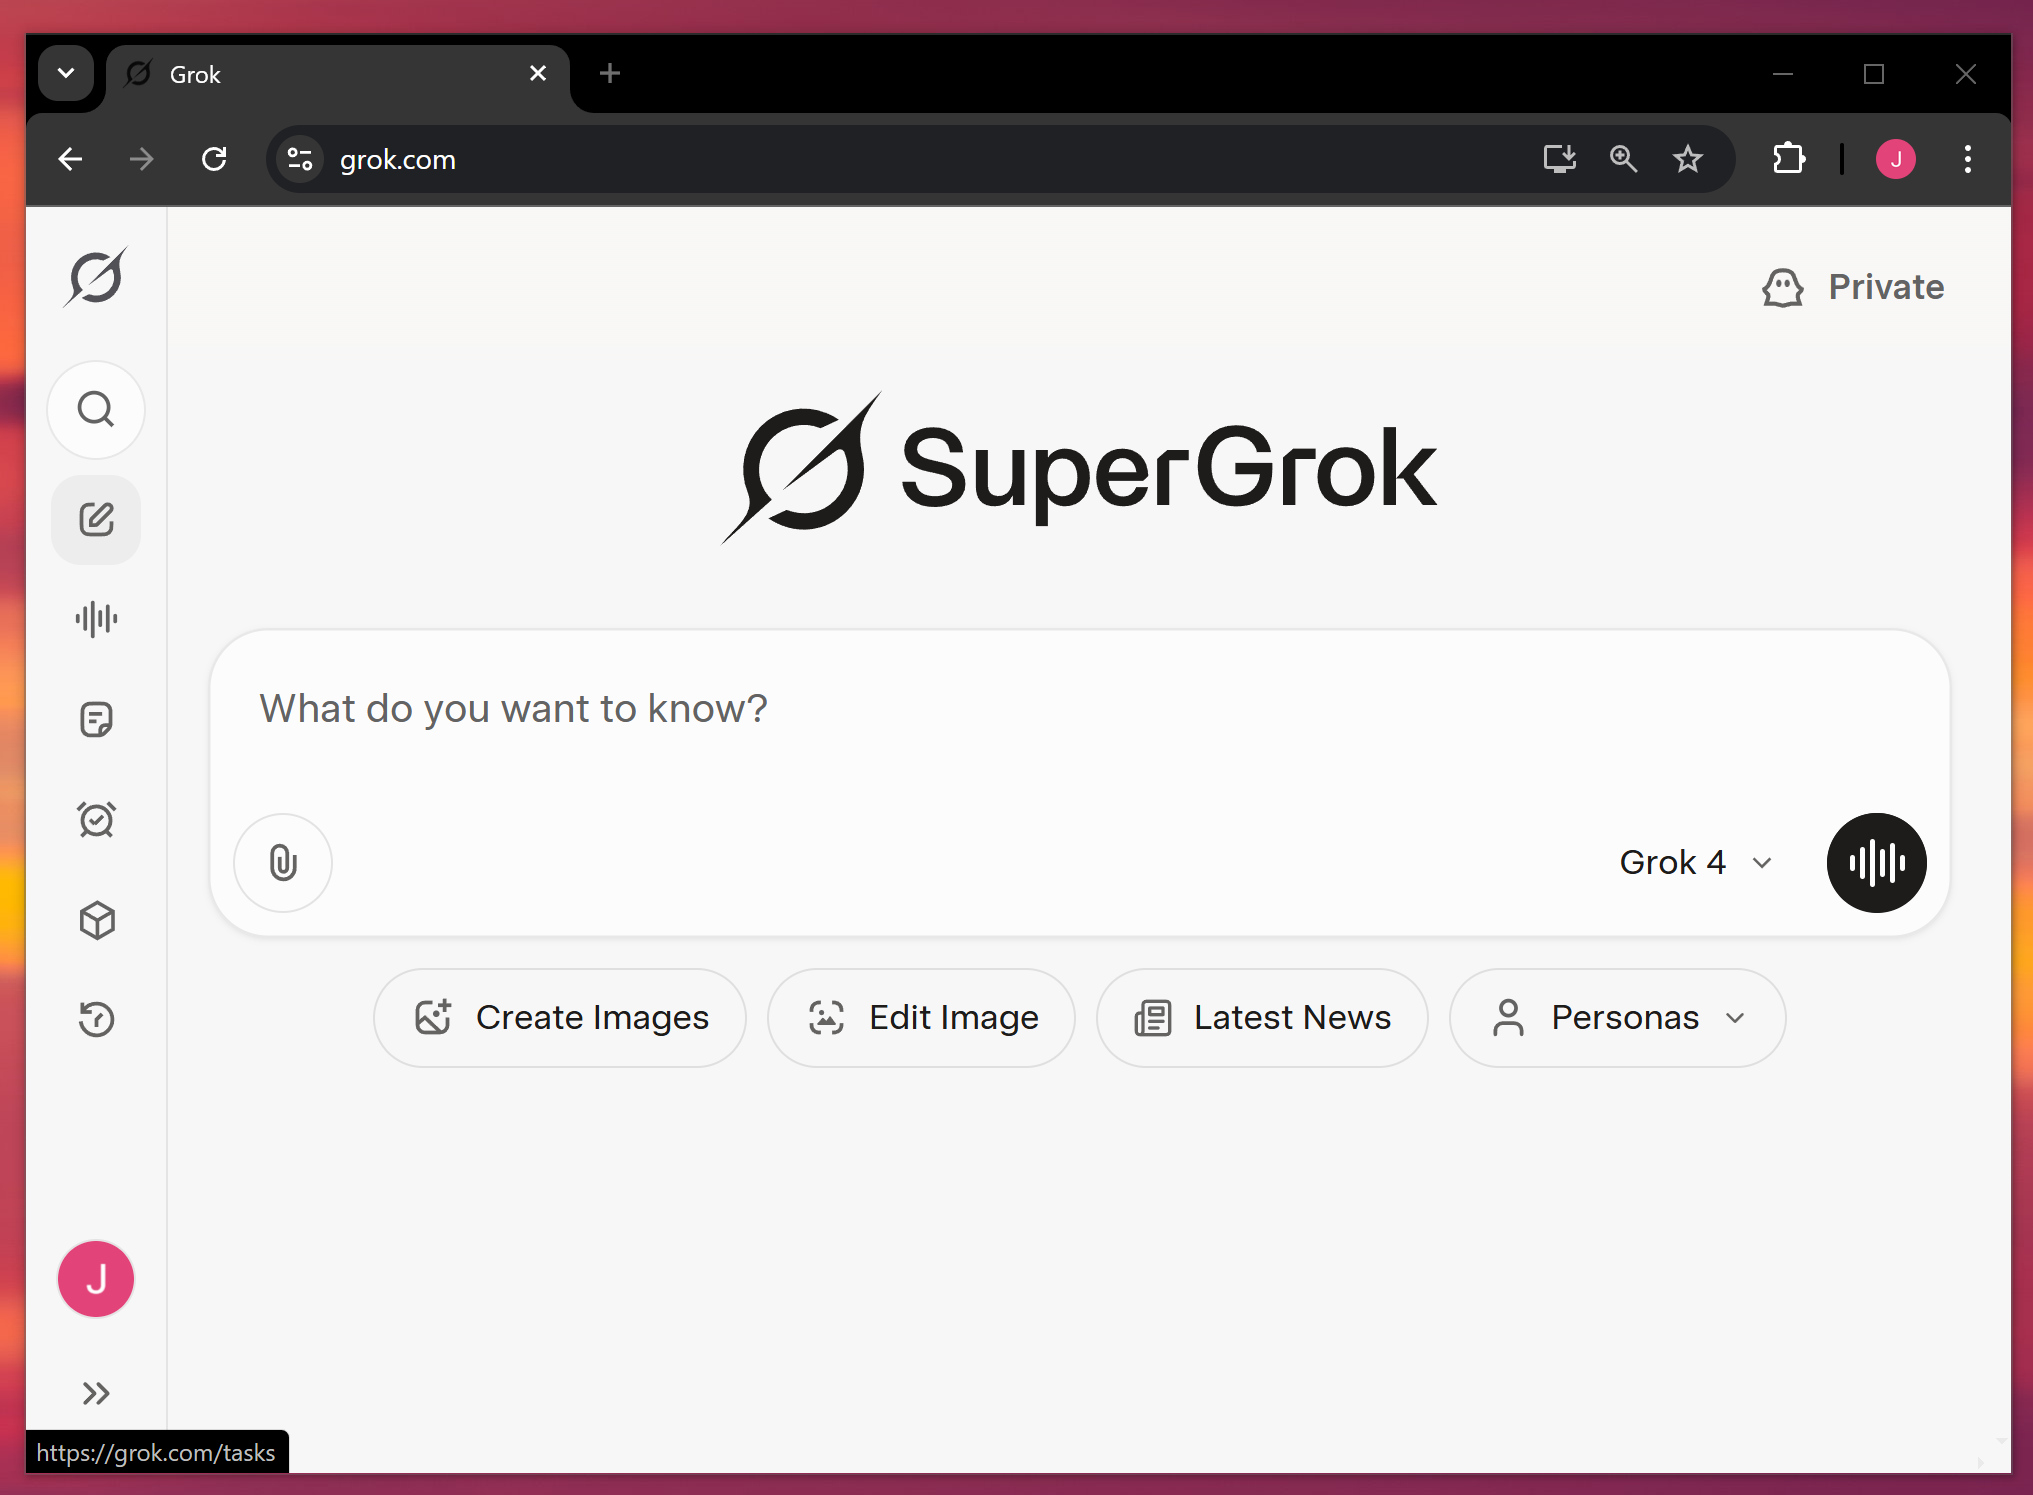 Grok
grok.com
J
Private
SuperGrok
What do you want to know?
Grok 4
Create Images
Edit Image
Latest News
Personas
J
https://grok.com/tasks